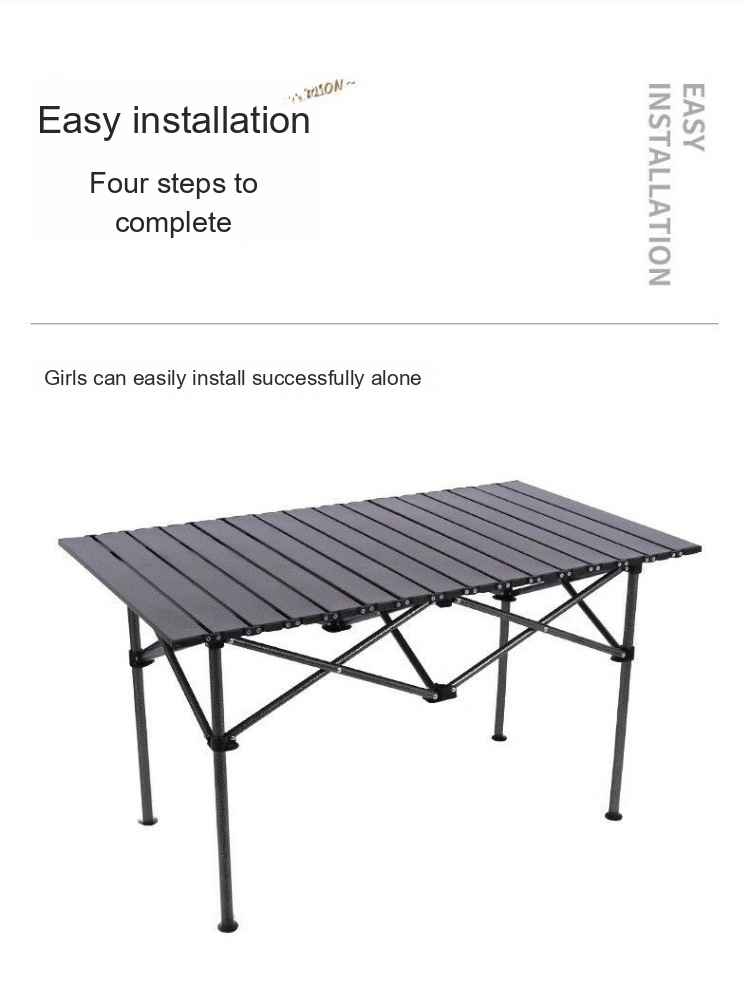 Easy installation
Four steps to
complete
EASY
INSTALLATION
Girls can easily install successfully alone